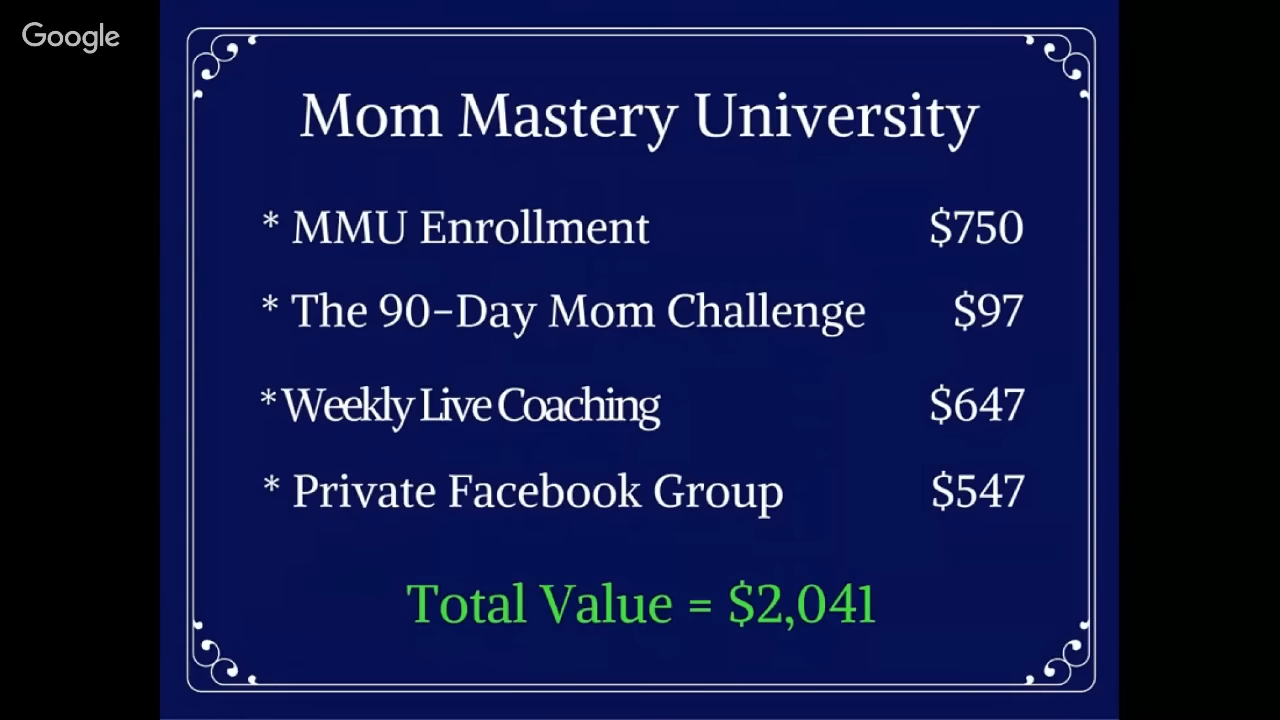 Google
Mom Mastery University
* MMU Enrollment $750
* The 90-Day Mom Challenge $97
* Weekly Live Coaching $647
* Private Facebook Group $547
Total Value = $2,041